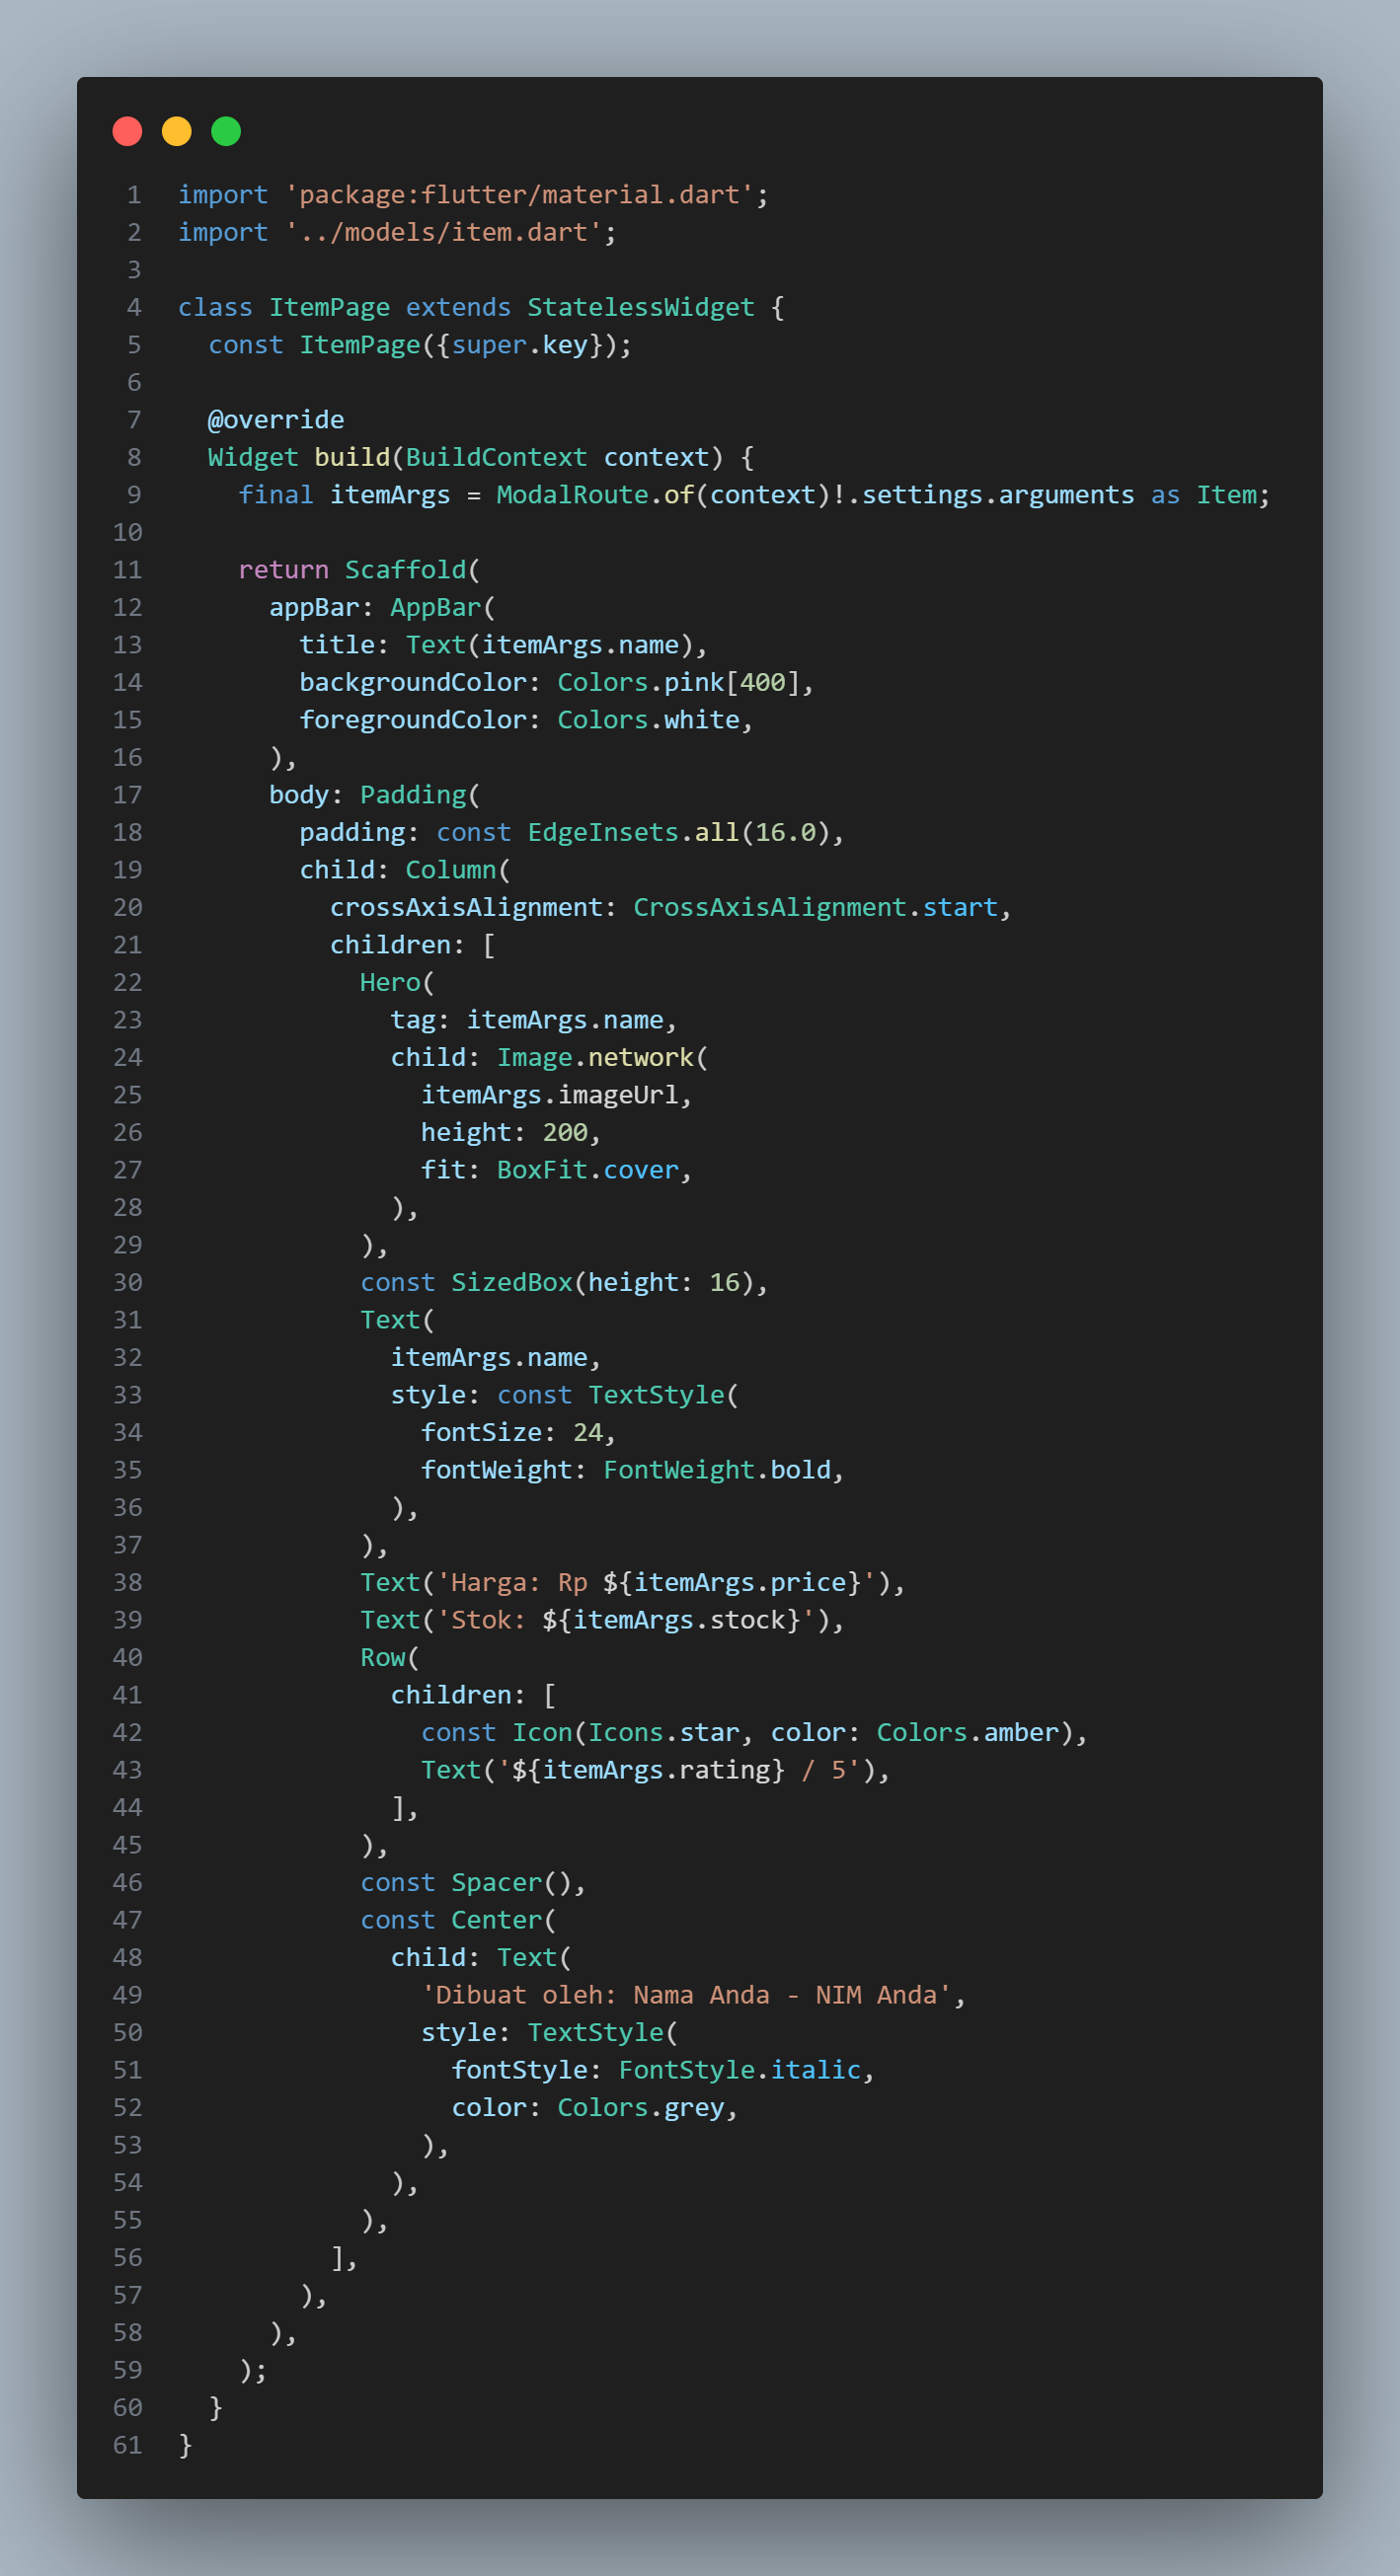 1 import 'package:flutter/material.dart';
2 import '../models/item.dart';
3
4 class ItemPage extends StatelessWidget {
5   const ItemPage({super.key});
6
7   @override
8   Widget build(BuildContext context) {
9     final itemArgs = ModalRoute.of(context)!.settings.arguments as Item;
10
11     return Scaffold(
12       appBar: AppBar(
13         title: Text(itemArgs.name),
14         backgroundColor: Colors.pink[400],
15         foregroundColor: Colors.white,
16       ),
17       body: Padding(
18         padding: const EdgeInsets.all(16.0),
19         child: Column(
20           crossAxisAlignment: CrossAxisAlignment.start,
21           children: [
22             Hero(
23               tag: itemArgs.name,
24               child: Image.network(
25                 itemArgs.imageUrl,
26                 height: 200,
27                 fit: BoxFit.cover,
28               ),
29             ),
30             const SizedBox(height: 16),
31             Text(
32               itemArgs.name,
33               style: const TextStyle(
34                 fontSize: 24,
35                 fontWeight: FontWeight.bold,
36               ),
37             ),
38             Text('Harga: Rp ${itemArgs.price}'),
39             Text('Stok: ${itemArgs.stock}'),
40             Row(
41               children: [
42                 const Icon(Icons.star, color: Colors.amber),
43                 Text('${itemArgs.rating} / 5'),
44               ],
45             ),
46             const Spacer(),
47             const Center(
48               child: Text(
49                 'Dibuat oleh: Nama Anda - NIM Anda',
50                 style: TextStyle(
51                   fontStyle: FontStyle.italic,
52                   color: Colors.grey,
53                 ),
54               ),
55             ),
56           ],
57         ),
58       ),
59     );
60   }
61 }